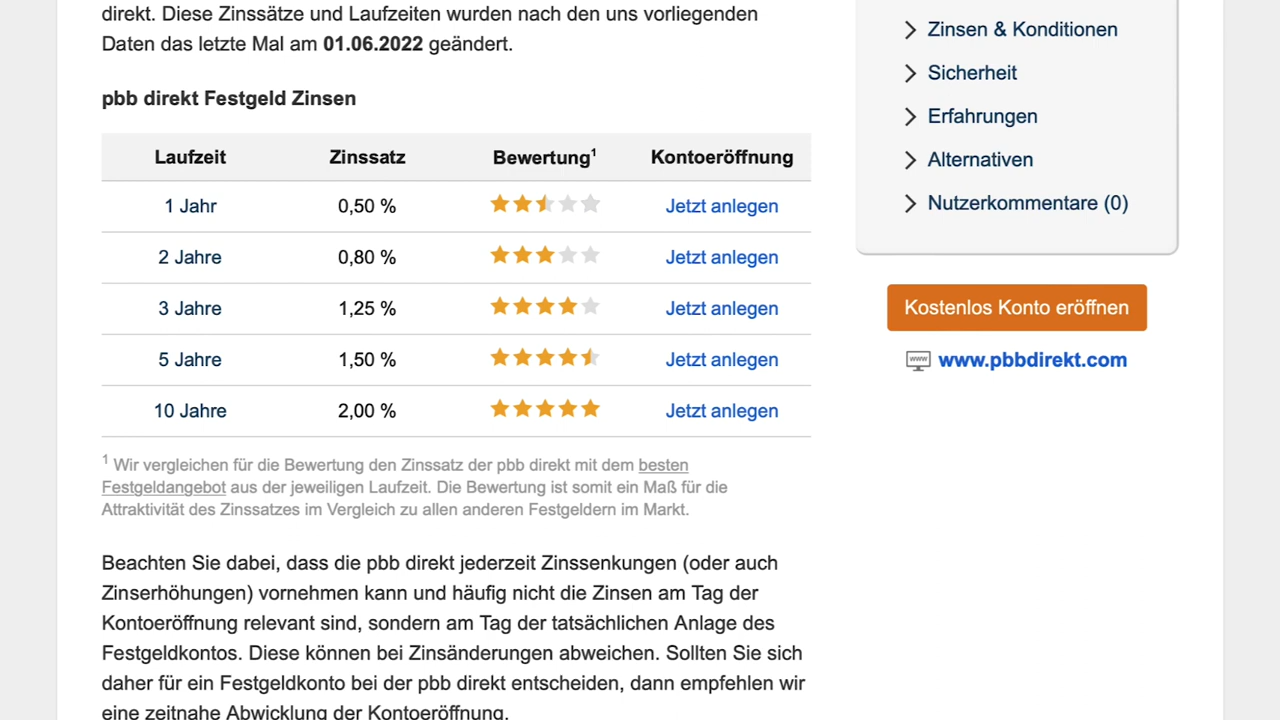 direkt. Diese Zinssätze und Laufzeiten wurden nach den uns vorliegenden
Daten das letzte Mal am 01.06.2022 geändert.
pbb direkt Festgeld Zinsen
Laufzeit Zinssatz Bewertung¹ Kontoeröffnung
1 Jahr 0,50 % Jetzt anlegen
2 Jahre 0,80 % Jetzt anlegen
3 Jahre 1,25 % Jetzt anlegen
5 Jahre 1,50 % Jetzt anlegen
10 Jahre 2,00 % Jetzt anlegen
¹ Wir vergleichen für die Bewertung den Zinssatz der pbb direkt mit dem besten
Festgeldangebot aus der jeweiligen Laufzeit. Die Bewertung ist somit ein Maß für die
Attraktivität des Zinssatzes im Vergleich zu allen anderen Festgeldern im Markt.
Beachten Sie dabei, dass die pbb direkt jederzeit Zinssenkungen (oder auch
Zinserhöhungen) vornehmen kann und häufig nicht die Zinsen am Tag der
Kontoeröffnung relevant sind, sondern am Tag der tatsächlichen Anlage des
Festgeldkontos. Diese können bei Zinsänderungen abweichen. Sollten Sie sich
daher für ein Festgeldkonto bei der pbb direkt entscheiden, dann empfehlen wir
eine zeitnahe Abwicklung der Kontoeröffnung.
Zinsen & Konditionen
Sicherheit
Erfahrungen
Alternativen
Nutzerkommentare (0)
Kostenlos Konto eröffnen
www www.pbbdirekt.com